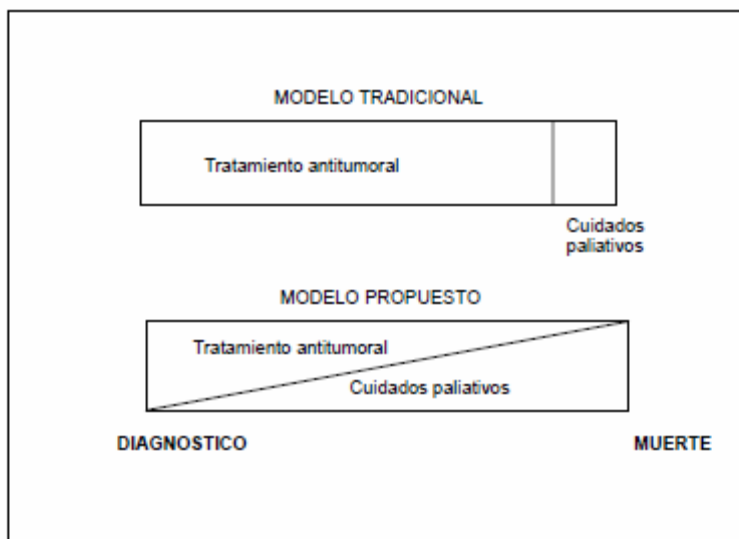 MODELO TRADICIONAL
Tratamiento antitumoral
Cuidados
paliativos
MODELO PROPUESTO
Tratamiento antitumoral
Cuidados paliativos
DIAGNOSTICO MUERTE